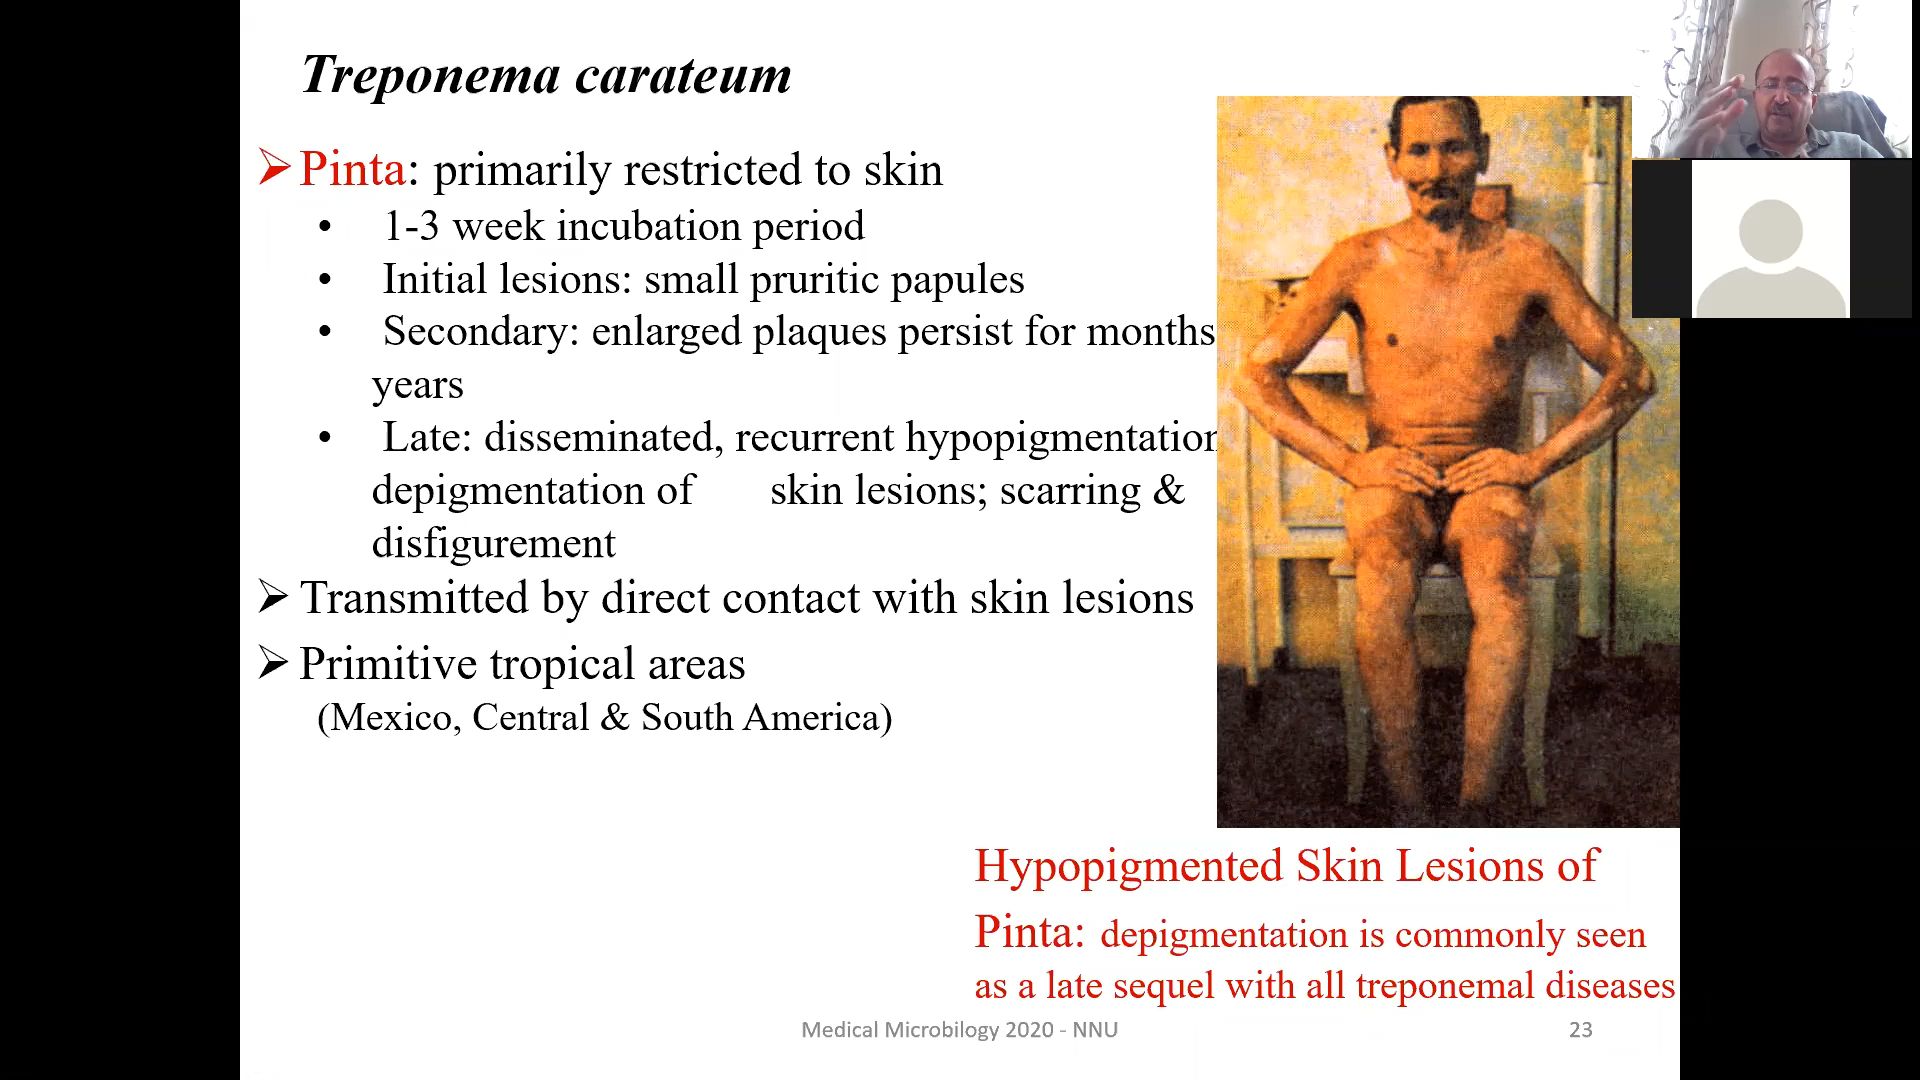 Treponema carateum
Pinta: primarily restricted to skin
• 1-3 week incubation period
• Initial lesions: small pruritic papules
• Secondary: enlarged plaques persist for months
years
• Late: disseminated, recurrent hypopigmentation
depigmentation of skin lesions; scarring &
disfigurement
Transmitted by direct contact with skin lesions
Primitive tropical areas
(Mexico, Central & South America)
Hypopigmented Skin Lesions of
Pinta: depigmentation is commonly seen
as a late sequel with all treponemal diseases
Medical Microbilogy 2020 - NNU
23